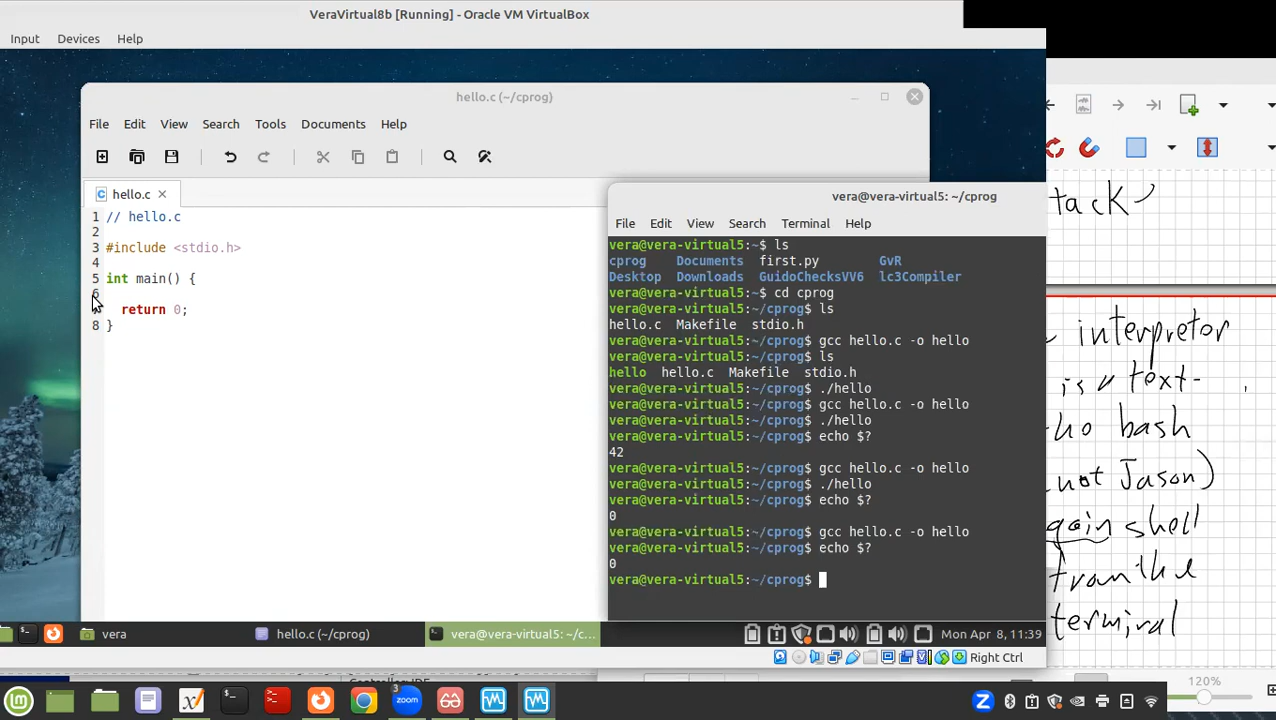 VeraVirtual8b [Running] - Oracle VM VirtualBox
Input Devices Help
hello.c (~/cprog)
File Edit View Search Tools Documents Help
hello.c
1 // hello.c
2
3 #include <stdio.h>
4
5 int main() {
6
return 0;
8 }
vera@vera-virtual5: ~/cprog
File Edit View Search Terminal Help
vera@vera-virtual5:~$ ls
cprog Documents first.py GvR
Desktop Downloads GuidoChecksVV6 lc3Compiler
vera@vera-virtual5:~$ cd cprog
vera@vera-virtual5:~/cprog$ ls
hello.c Makefile stdio.h
vera@vera-virtual5:~/cprog$ gcc hello.c -o hello
vera@vera-virtual5:~/cprog$ ls
hello hello.c Makefile stdio.h
vera@vera-virtual5:~/cprog$ ./hello
vera@vera-virtual5:~/cprog$ gcc hello.c -o hello
vera@vera-virtual5:~/cprog$ ./hello
vera@vera-virtual5:~/cprog$ echo $?
42
vera@vera-virtual5:~/cprog$ gcc hello.c -o hello
vera@vera-virtual5:~/cprog$ ./hello
vera@vera-virtual5:~/cprog$ echo $?
0
vera@vera-virtual5:~/cprog$ gcc hello.c -o hello
vera@vera-virtual5:~/cprog$ echo $?
0
vera@vera-virtual5:~/cprog$
tack
interpretor
is text-
ho bash
not Jason)
gain shell
from the
terminal
vera
hello.c (~/cprog)
vera@vera-virtual5: ~/c...
Mon Apr 8, 11:39
Right Ctrl
120%
3
zoom